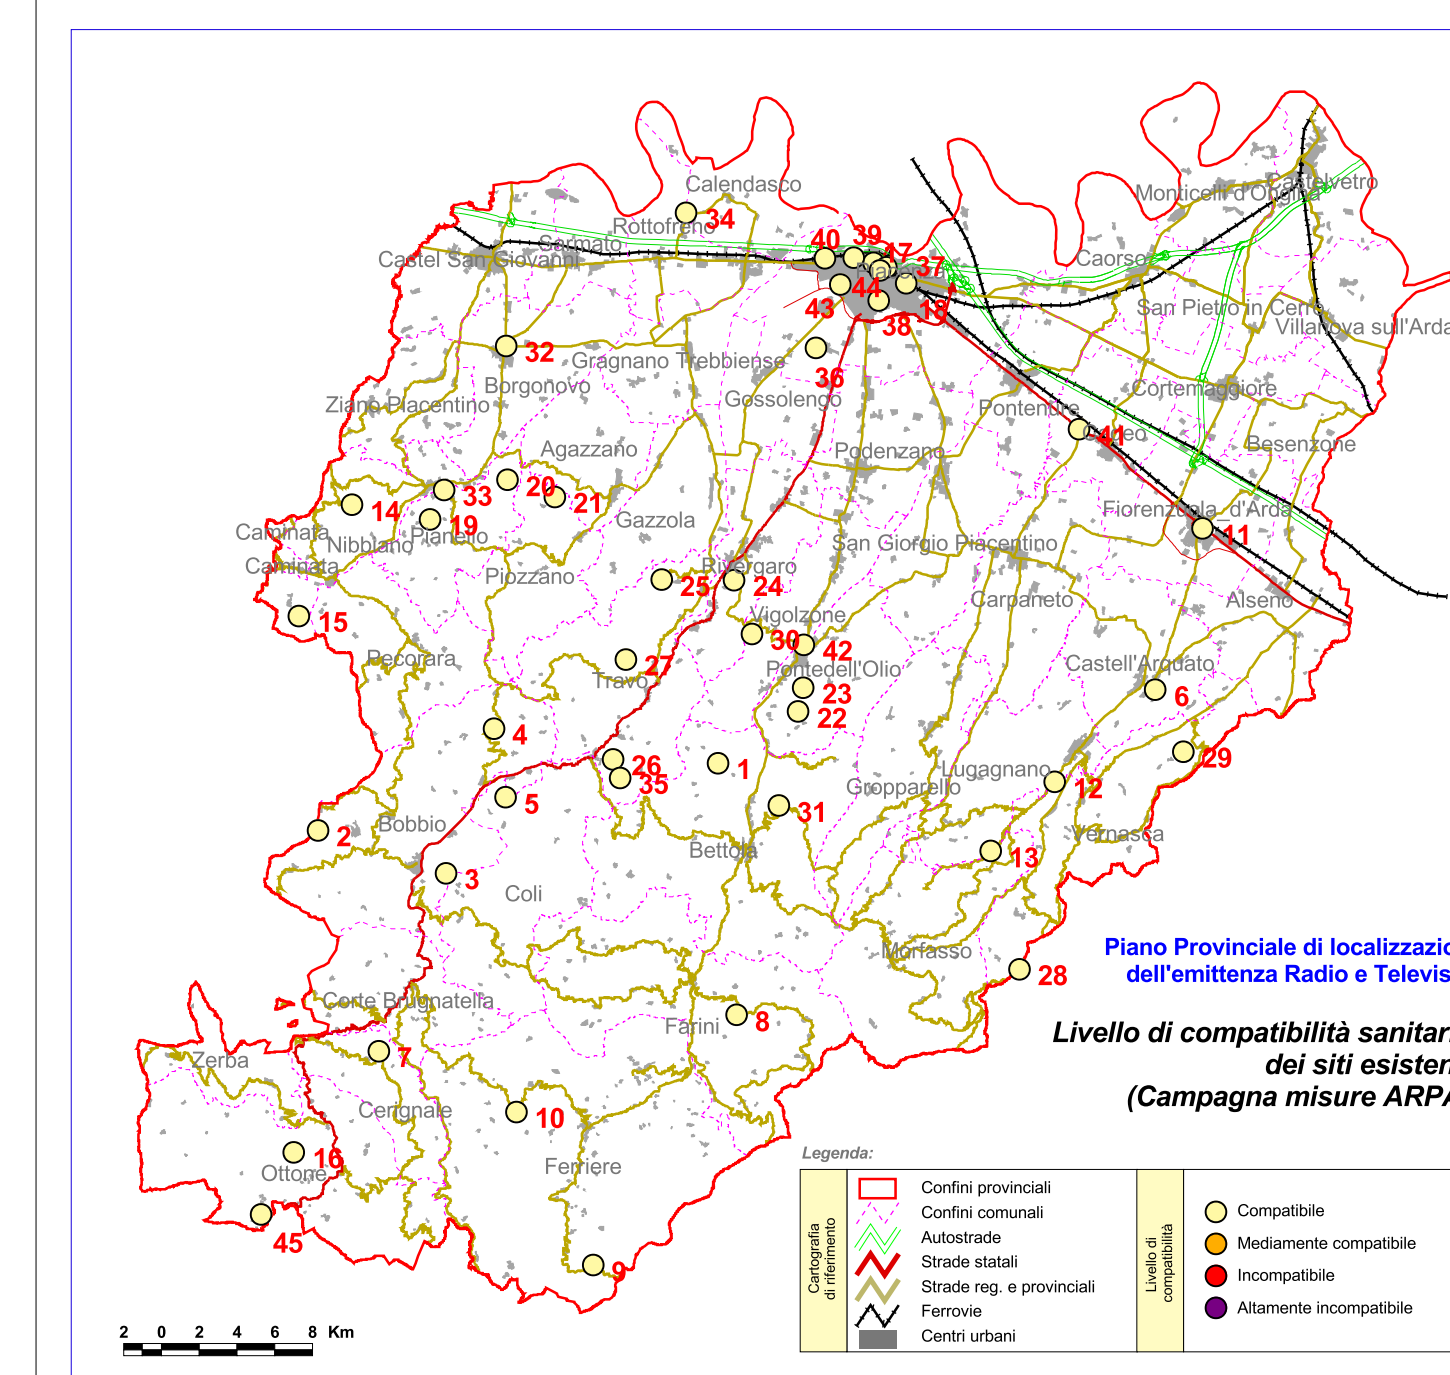 Calendasco
34
Rottofreno
Castelvetro
Monticelli d'Ongina
Sarmato
40
39
47
37
Castel San Giovanni
Piacenza
Caorso
44
43
18
38
San Pietro in Cerro
Villanova sull'Arda
32
Gragnano Trebbiense
36
Borgonovo
Gossolengo
Cortemaggiore
Ziano Piacentino
Pontenure
Cadeo
41
Besenzone
Agazzano
Podenzano
33
20
21
14
19
Gazzola
Fiorenzuola_d'Arda
11
Caminata
Nibbiano
Pianello
San Giorgio Piacentino
Caminata
Piozzano
Rivergaro
25
24
Carpaneto
Alseno
15
Vigolzone
30
42
Pecorara
27
Travo
Pontedell'Olio
Castell'Arquato
23
6
22
4
26
35
1
29
Lugagnano
5
Gropparello
12
31
2
Bobbio
Vernasca
Bettola
13
3
Coli
Morfasso
Piano Provinciale di localizzazio
dell'emittenza Radio e Televis
28
Corte Brugnatella
8
Farini
Livello di compatibilità sanitar
dei siti esisten
(Campagna misure ARPA
Zerba
7
Cerignale
10
16
Ottone
Ferriere
45
9
Legenda:
Cartografia
di riferimento
Confini provinciali
Confini comunali
Autostrade
Strade statali
Strade reg. e provinciali
Ferrovie
Centri urbani
Livello di
compatibilità
Compatibile
Mediamente compatibile
Incompatibile
Altamente incompatibile
2 0 2 4 6 8 Km